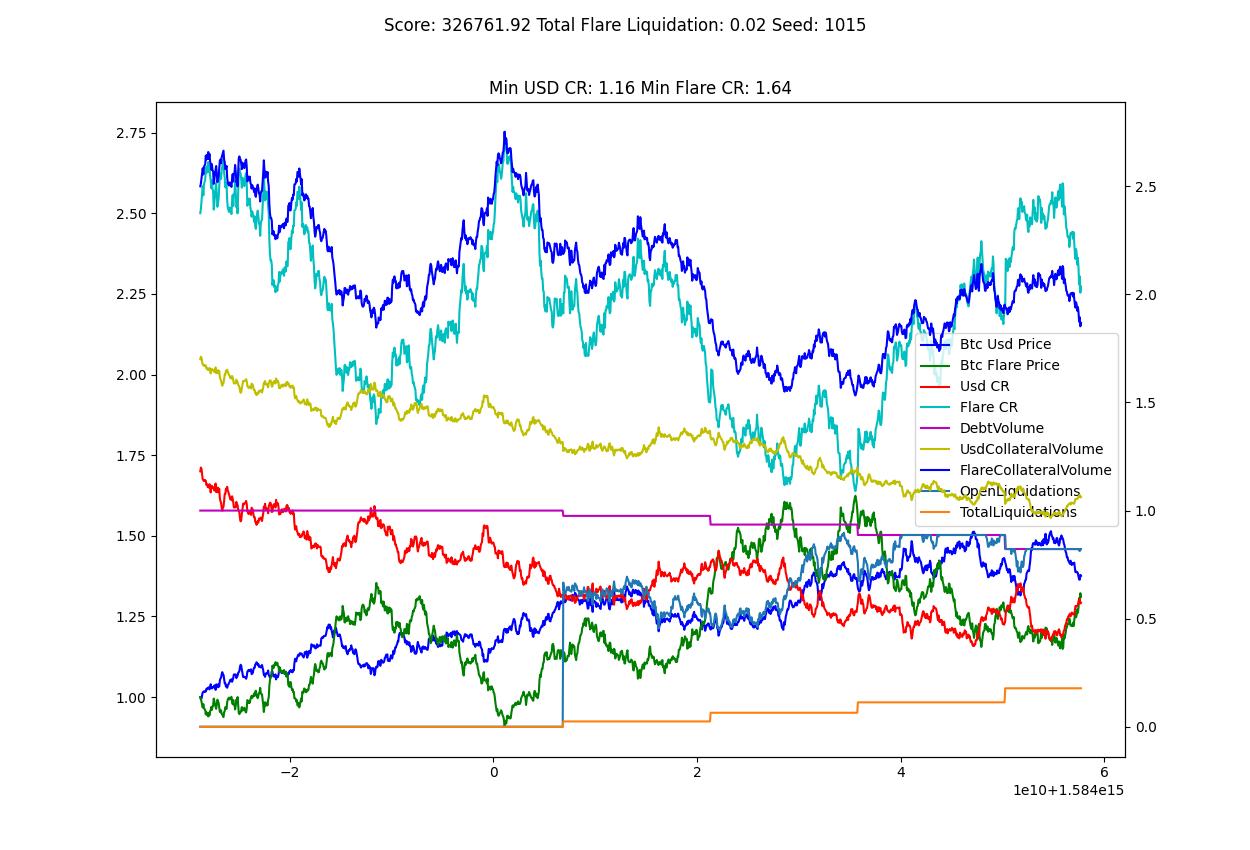 Score: 326761.92 Total Flare Liquidation: 0.02 Seed: 1015
Min USD CR: 1.16 Min Flare CR: 1.64
2.75
2.50
2.25
2.00
1.75
1.50
1.25
1.00
2.5
2.0
1.5
1.0
0.5
0.0
Btc Usd Price
Btc Flare Price
Usd CR
Flare CR
DebtVolume
UsdCollateralVolume
FlareCollateralVolume
OpenLiquidations
TotalLiquidations
−2
0
2
4
6
1e10+1.584e15